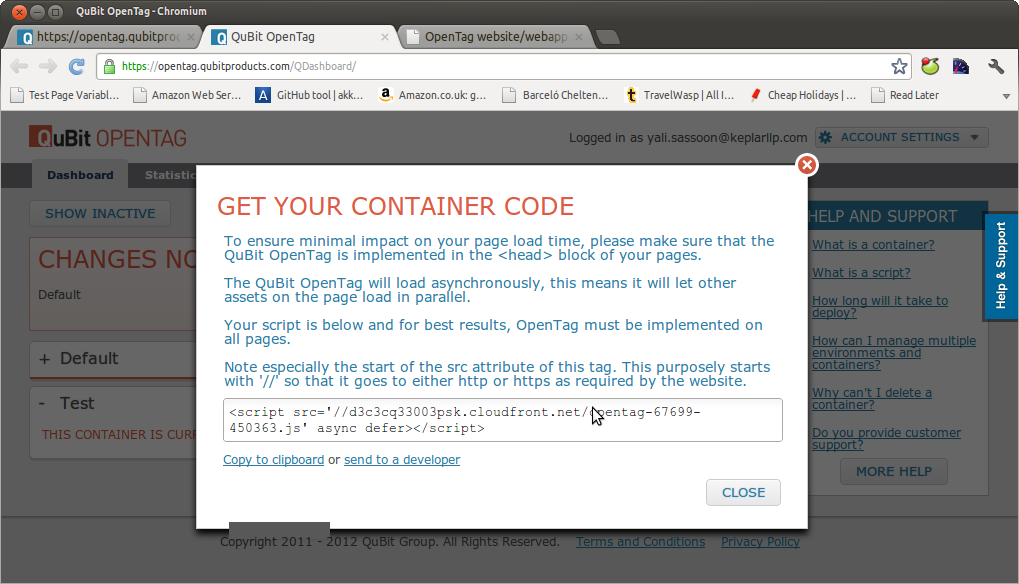 QuBit OpenTag - Chromium
https://opentag.qubitpro
QuBit OpenTag
OpenTag website/webapp
https://opentag.qubitproducts.com/QDashboard/
Test Page Variabl...
Amazon Web Ser...
GitHub tool | akk...
Amazon.co.uk: g...
Barceló Chelten...
TravelWasp | All I...
Cheap Holidays | ...
Read Later
QuBit OPENTAG
Logged in as yali.sassoon@keplarllp.com
ACCOUNT SETTINGS
Dashboard
Statistic
SHOW INACTIVE
CHANGES NO
Default
+ Default
- Test
THIS CONTAINER IS CURR
GET YOUR CONTAINER CODE
To ensure minimal impact on your page load time, please make sure that the
QuBit OpenTag is implemented in the <head> block of your pages.
The QuBit OpenTag will load asynchronously, this means it will let other
assets on the page load in parallel.
Your script is below and for best results, OpenTag must be implemented on
all pages.
Note especially the start of the src attribute of this tag. This purposely starts
with '//' so that it goes to either http or https as required by the website.
<script src='//d3c3cq33003psk.cloudfront.net/opentag-67699-
450363.js' async defer></script>
Copy to clipboard or send to a developer
CLOSE
HELP AND SUPPORT
What is a container?
What is a script?
How long will it take to
deploy?
How can I manage multiple
environments and
containers?
Why can't I delete a
container?
Do you provide customer
support?
MORE HELP
Help & Support
Copyright 2011 - 2012 QuBit Group. All Rights Reserved.
Terms and Conditions
Privacy Policy